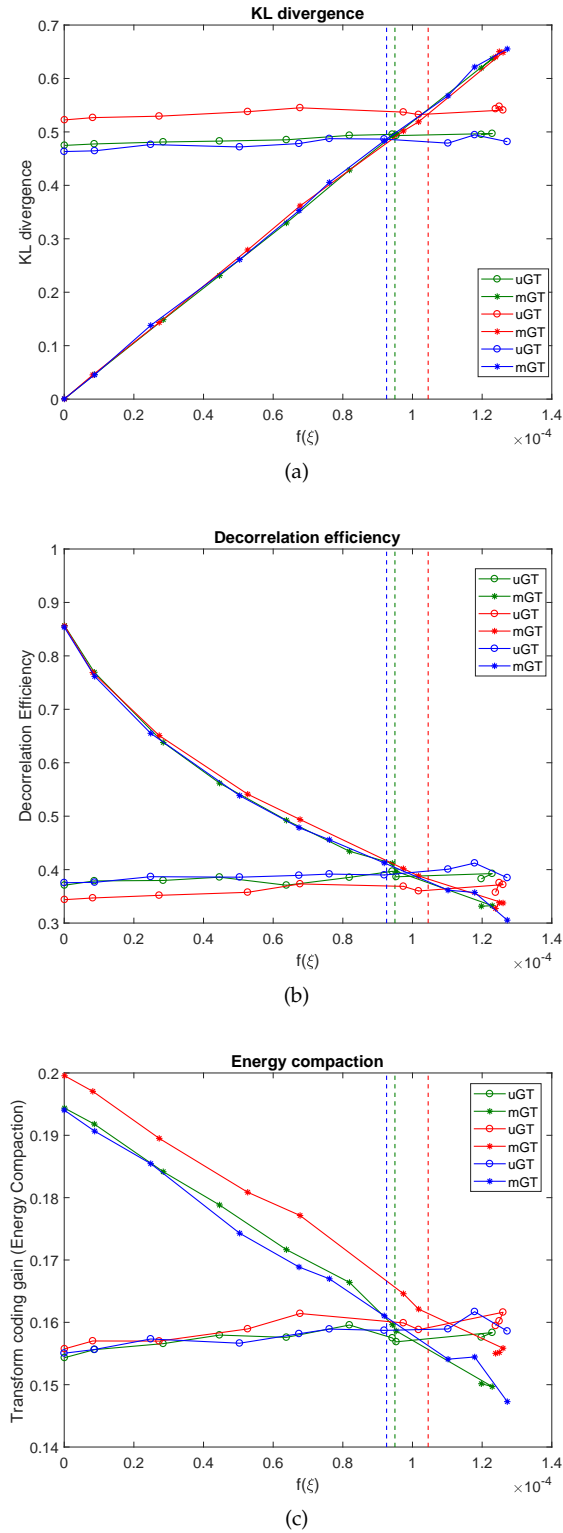 KL divergence
0.7
0.6
0.5
0.4
0.3
0.2
0.1
0
KL divergence
uGT
mGT
uGT
mGT
uGT
mGT
0 0.2 0.4 0.6 0.8 1 1.2 1.4
f(ξ) ×10⁻⁴
(a)
Decorrelation efficiency
1
0.9
0.8
0.7
0.6
0.5
0.4
0.3
Decorrelation Efficiency
uGT
mGT
uGT
mGT
uGT
mGT
0 0.2 0.4 0.6 0.8 1 1.2 1.4
f(ξ) ×10⁻⁴
(b)
Energy compaction
0.2
0.19
0.18
0.17
0.16
0.15
0.14
Transform coding gain (Energy Compaction)
uGT
mGT
uGT
mGT
uGT
mGT
0 0.2 0.4 0.6 0.8 1 1.2 1.4
f(ξ) ×10⁻⁴
(c)